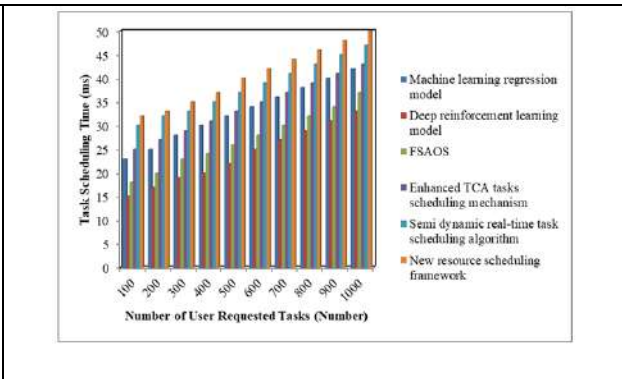 50
45
40
35
30
25
20
15
10
5
0
Task Scheduling Time (ms)
100 200 300 400 500 600 700 800 900 1000
Number of User Requested Tasks (Number)
Machine learning regression
model
Deep reinforcement learning
model
FSAOS
Enhanced TCA tasks
scheduling mechanism
Semi dynamic real-time task
scheduling algorithm
New resource scheduling
framework